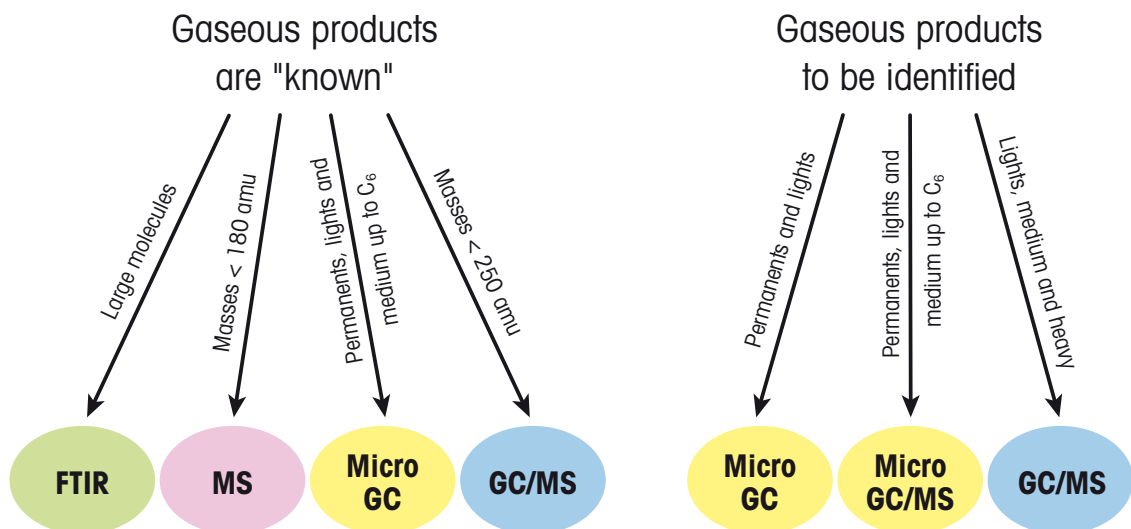 Gaseous products
are "known"
Large molecules
Masses < 180 amu
Permanents, lights and
medium up to C₆
Masses < 250 amu
FTIR
MS
Micro
GC
GC/MS
Gaseous products
to be identified
Permanents and lights
Permanents, lights and
medium up to C₆
Lights, medium and heavy
Micro
GC
Micro
GC/MS
GC/MS